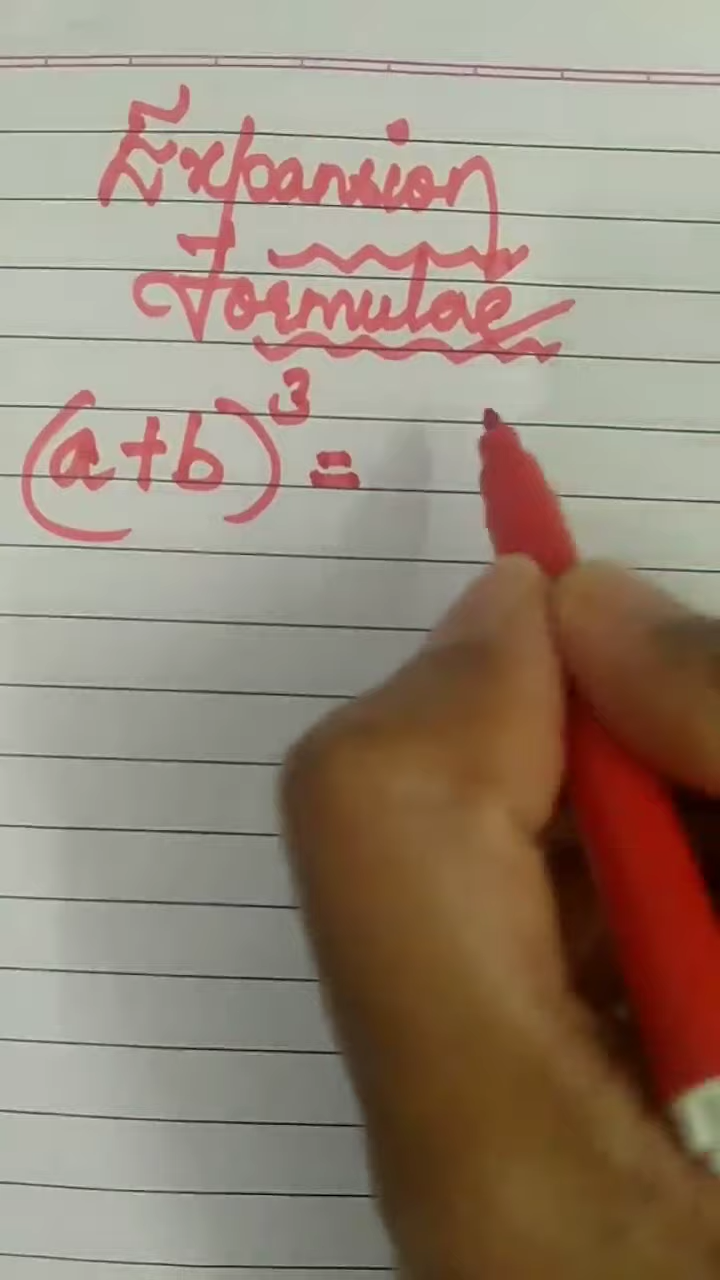 Expansion
Formulae
(a+b)³ =